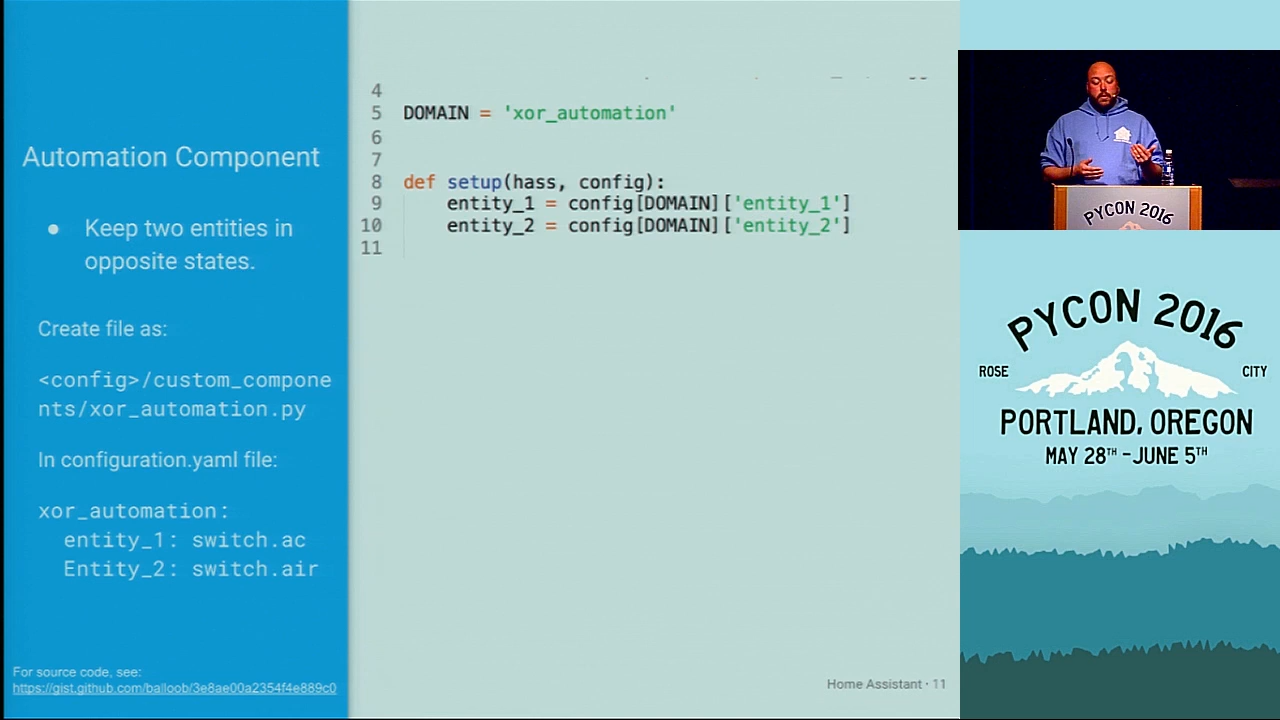 Automation Component
● Keep two entities in
opposite states.
Create file as:
<config>/custom_compone
nts/xor_automation.py
In configuration.yaml file:
xor_automation:
entity_1: switch.ac
Entity_2: switch.air
For source code, see:
https://gist.github.com/balloob/3e8ae00a2354f4e889c0
4
5 DOMAIN = 'xor_automation'
6
7
8 def setup(hass, config):
9 entity_1 = config[DOMAIN]['entity_1']
10 entity_2 = config[DOMAIN]['entity_2']
11
Home Assistant · 11
PYCON 2016
PYCON 2016
ROSE CITY
PORTLAND, OREGON
MAY 28TH - JUNE 5TH